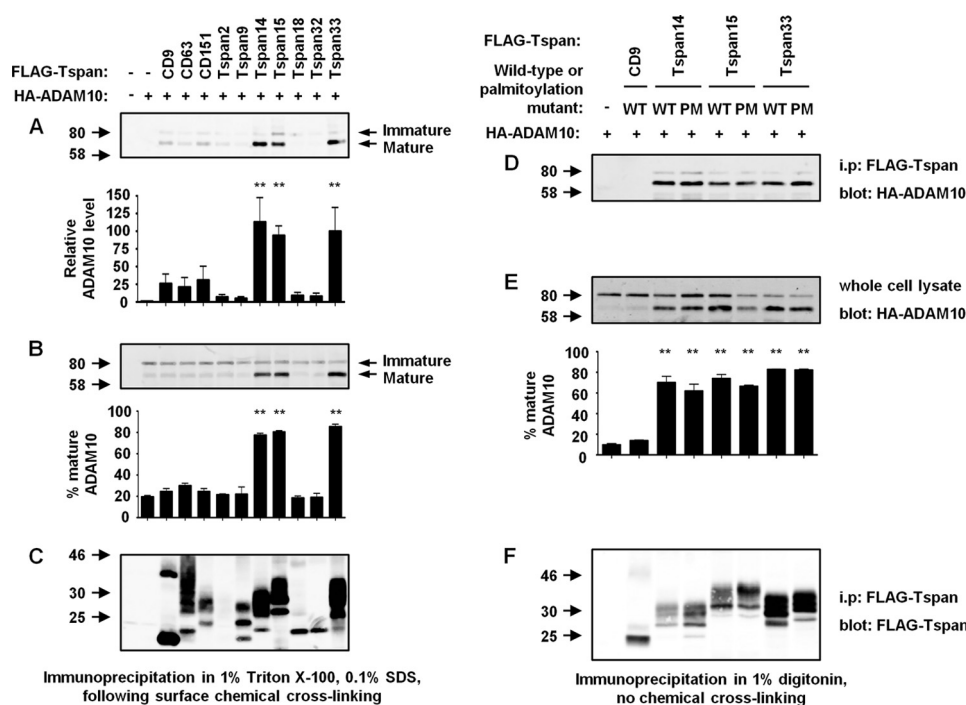 FLAG-Tspan: - - CD9 CD63 CD151 Tspan2 Tspan9 Tspan14 Tspan15 Tspan18 Tspan32 Tspan33
HA-ADAM10: - + + + + + + + + + + +
A
80
58
Immature
Mature
Relative
ADAM10 level
150
125
100
75
50
25
0
** ** **
B
80
58
Immature
Mature
% mature
ADAM10
100
80
60
40
20
0
** ** **
C
46
30
25
Immunoprecipitation in 1% Triton X-100, 0.1% SDS,
following surface chemical cross-linking
FLAG-Tspan: CD9 Tspan14 Tspan15 Tspan33
Wild-type or
palmitoylation
mutant: - WT WT PM WT PM WT PM
HA-ADAM10: + + + + + + + +
D
80
58
i.p: FLAG-Tspan
blot: HA-ADAM10
E
80
58
whole cell lysate
blot: HA-ADAM10
% mature
ADAM10
100
80
60
40
20
0
** ** ** ** ** **
F
46
30
25
i.p: FLAG-Tspan
blot: FLAG-Tspan
Immunoprecipitation in 1% digitonin,
no chemical cross-linking